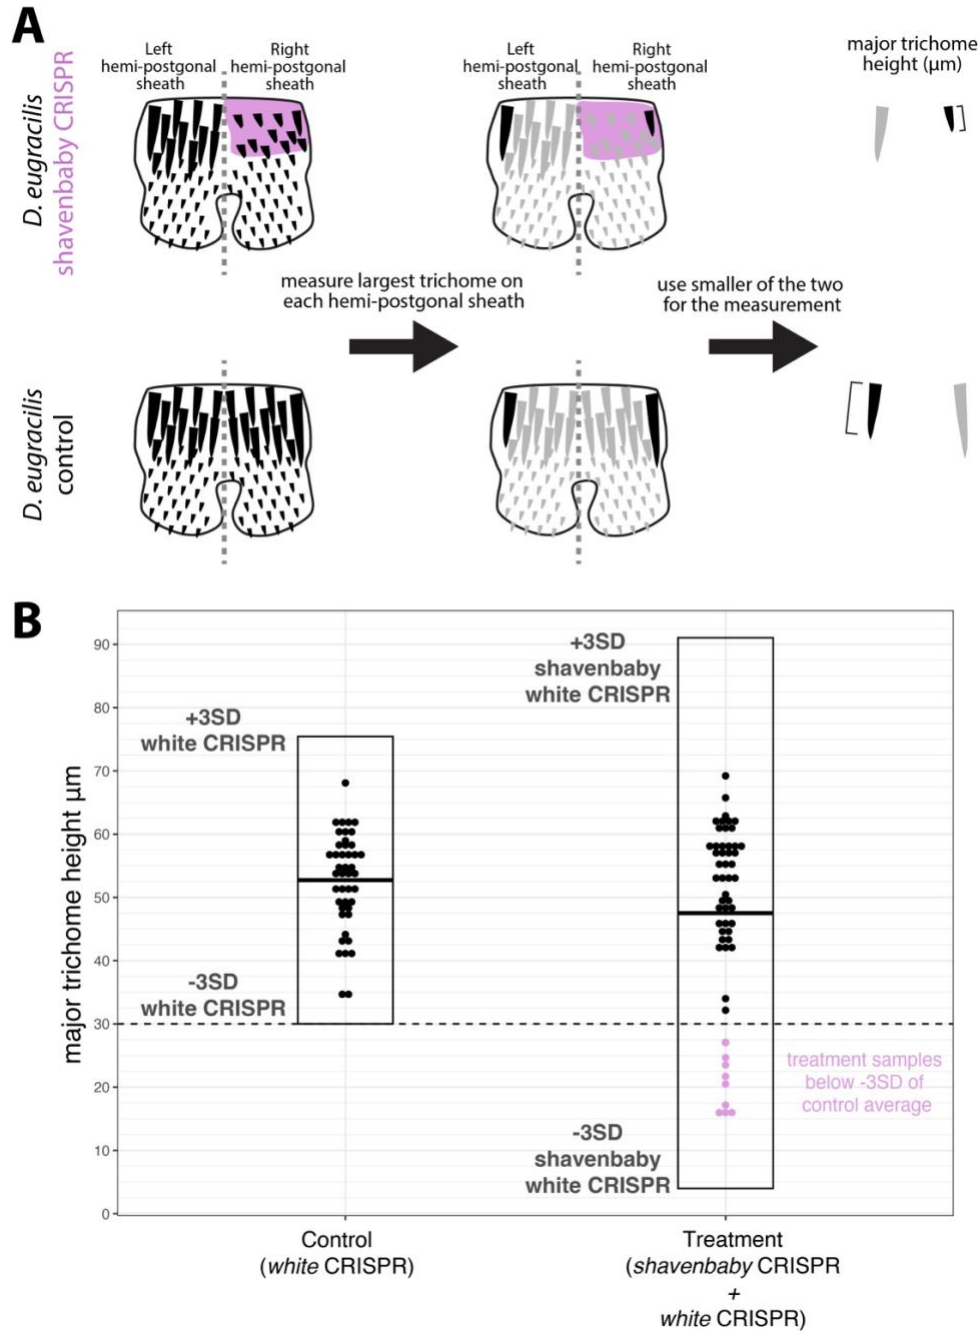 A
D. eugracilis
shavenbaby CRISPR
Left
hemi-postgonal
sheath
Right
hemi-postgonal
sheath
Left
hemi-postgonal
sheath
Right
hemi-postgonal
sheath
major trichome
height (μm)
measure largest trichome on
each hemi-postgonal sheath
use smaller of the two
for the measurement
D. eugracilis
control
B
major trichome height μm
90
80
70
60
50
40
30
20
10
0
+3SD
white CRISPR
-3SD
white CRISPR
+3SD
shavenbaby
white CRISPR
-3SD
shavenbaby
white CRISPR
treatment samples
below -3SD of
control average
Control
(white CRISPR)
Treatment
(shavenbaby CRISPR
+
white CRISPR)